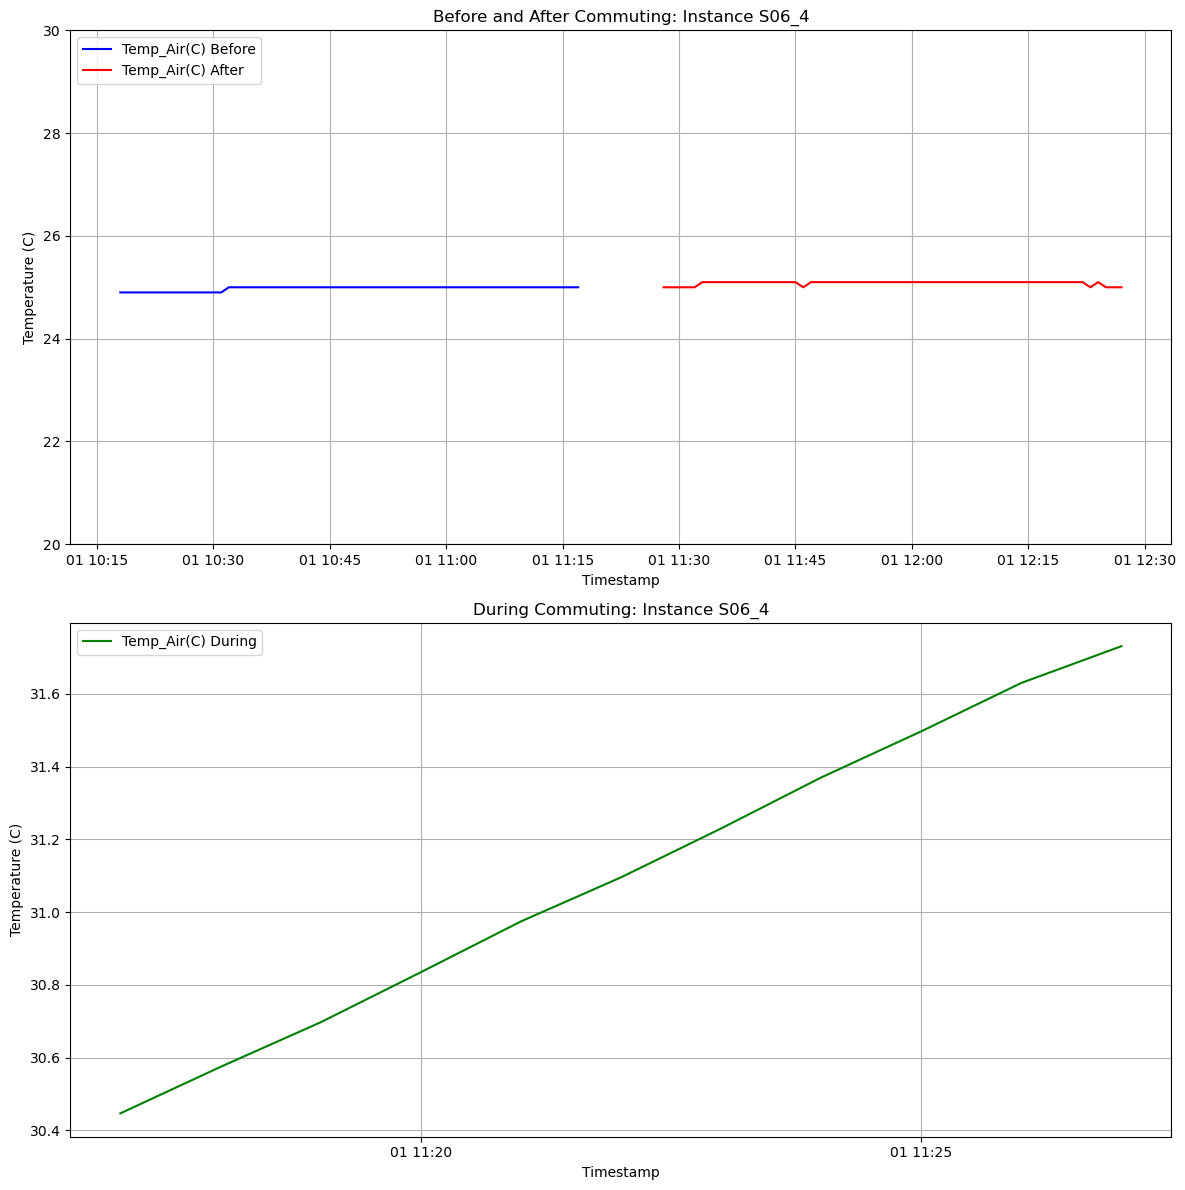 Before and After Commuting: Instance S06_4
Temp_Air(C) Before
Temp_Air(C) After
Temperature (C)
30
28
26
24
22
20
01 10:15 01 10:30 01 10:45 01 11:00 01 11:15 01 11:30 01 11:45 01 12:00 01 12:15 01 12:30
Timestamp
During Commuting: Instance S06_4
Temp_Air(C) During
Temperature (C)
31.6
31.4
31.2
31.0
30.8
30.6
30.4
01 11:20 01 11:25
Timestamp